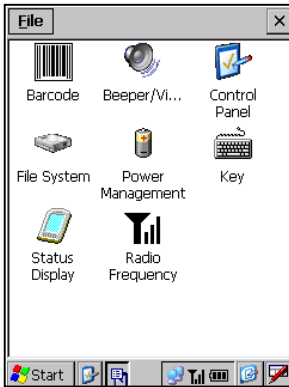 File
Barcode
Beeper/Vi...
Control
Panel
File System
Power
Management
Key
Status
Display
Radio
Frequency
Start